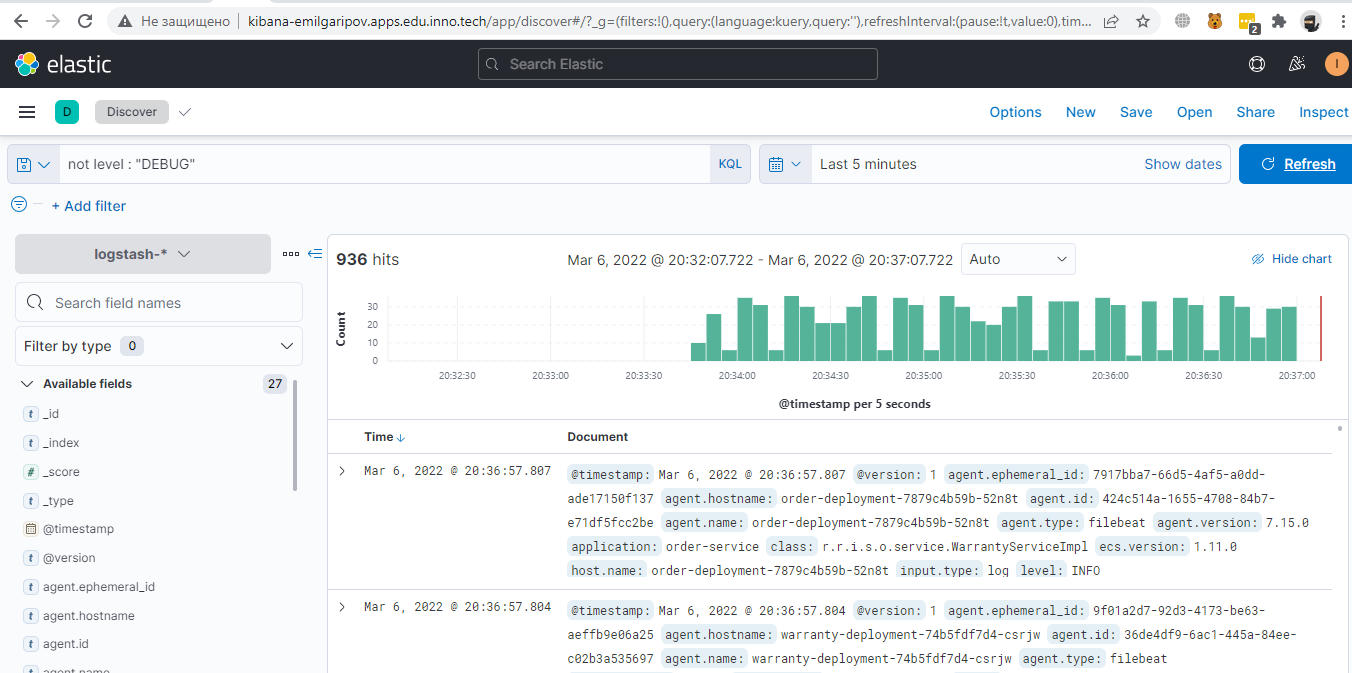 Не защищено kibana-emilgaripov.apps.edu.inno.tech/app/discover#/?_g=(filters:!(),query:(language:kuery,query:''),refreshInterval:(pause:!t,value:0),tim...
2
elastic Search Elastic I
D Discover Options New Save Open Share Inspect
not level : "DEBUG" KQL Last 5 minutes Show dates Refresh
+ Add filter
logstash-*
Search field names
Filter by type 0
Available fields 27
t _id
t _index
# _score
t _type
@timestamp
t @version
t agent.ephemeral_id
t agent.hostname
t agent.id
t agent.name
936 hits Mar 6, 2022 @ 20:32:07.722 - Mar 6, 2022 @ 20:37:07.722 Auto Hide chart
Count
30
20
10
0
20:32:30 20:33:00 20:33:30 20:34:00 20:34:30 20:35:00 20:35:30 20:36:00 20:36:30 20:37:00
@timestamp per 5 seconds
Time Document
Mar 6, 2022 @ 20:36:57.807 @timestamp: Mar 6, 2022 @ 20:36:57.807 @version: 1 agent.ephemeral_id: 7917bba7-66d5-4af5-a0dd-
ade17150f137 agent.hostname: order-deployment-7879c4b59b-52n8t agent.id: 424c514a-1655-4708-84b7-
e71df5fcc2be agent.name: order-deployment-7879c4b59b-52n8t agent.type: filebeat agent.version: 7.15.0
application: order-service class: r.r.i.s.o.service.WarrantyServiceImpl ecs.version: 1.11.0
host.name: order-deployment-7879c4b59b-52n8t input.type: log level: INFO
Mar 6, 2022 @ 20:36:57.804 @timestamp: Mar 6, 2022 @ 20:36:57.804 @version: 1 agent.ephemeral_id: 9f01a2d7-92d3-4173-be63-
aeffb9e06a25 agent.hostname: warranty-deployment-74b5fdf7d4-csrjw agent.id: 36de4df9-6ac1-445a-84ee-
c02b3a535697 agent.name: warranty-deployment-74b5fdf7d4-csrjw agent.type: filebeat